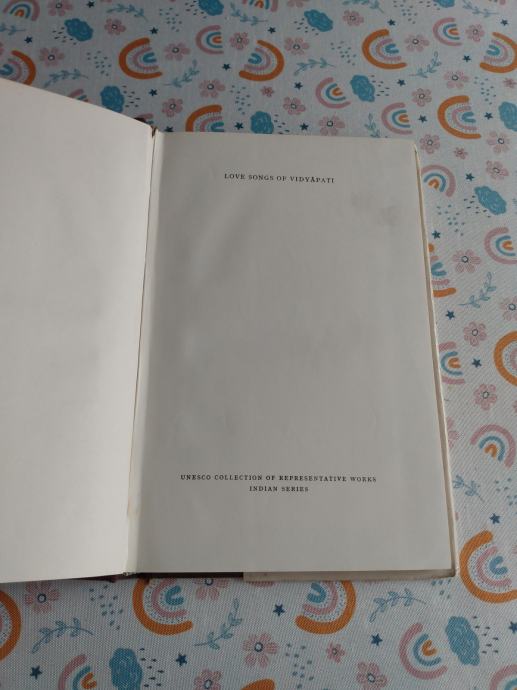 LOVE SONGS OF VIDYĀPATI
UNESCO COLLECTION OF REPRESENTATIVE WORKS
INDIAN SERIES